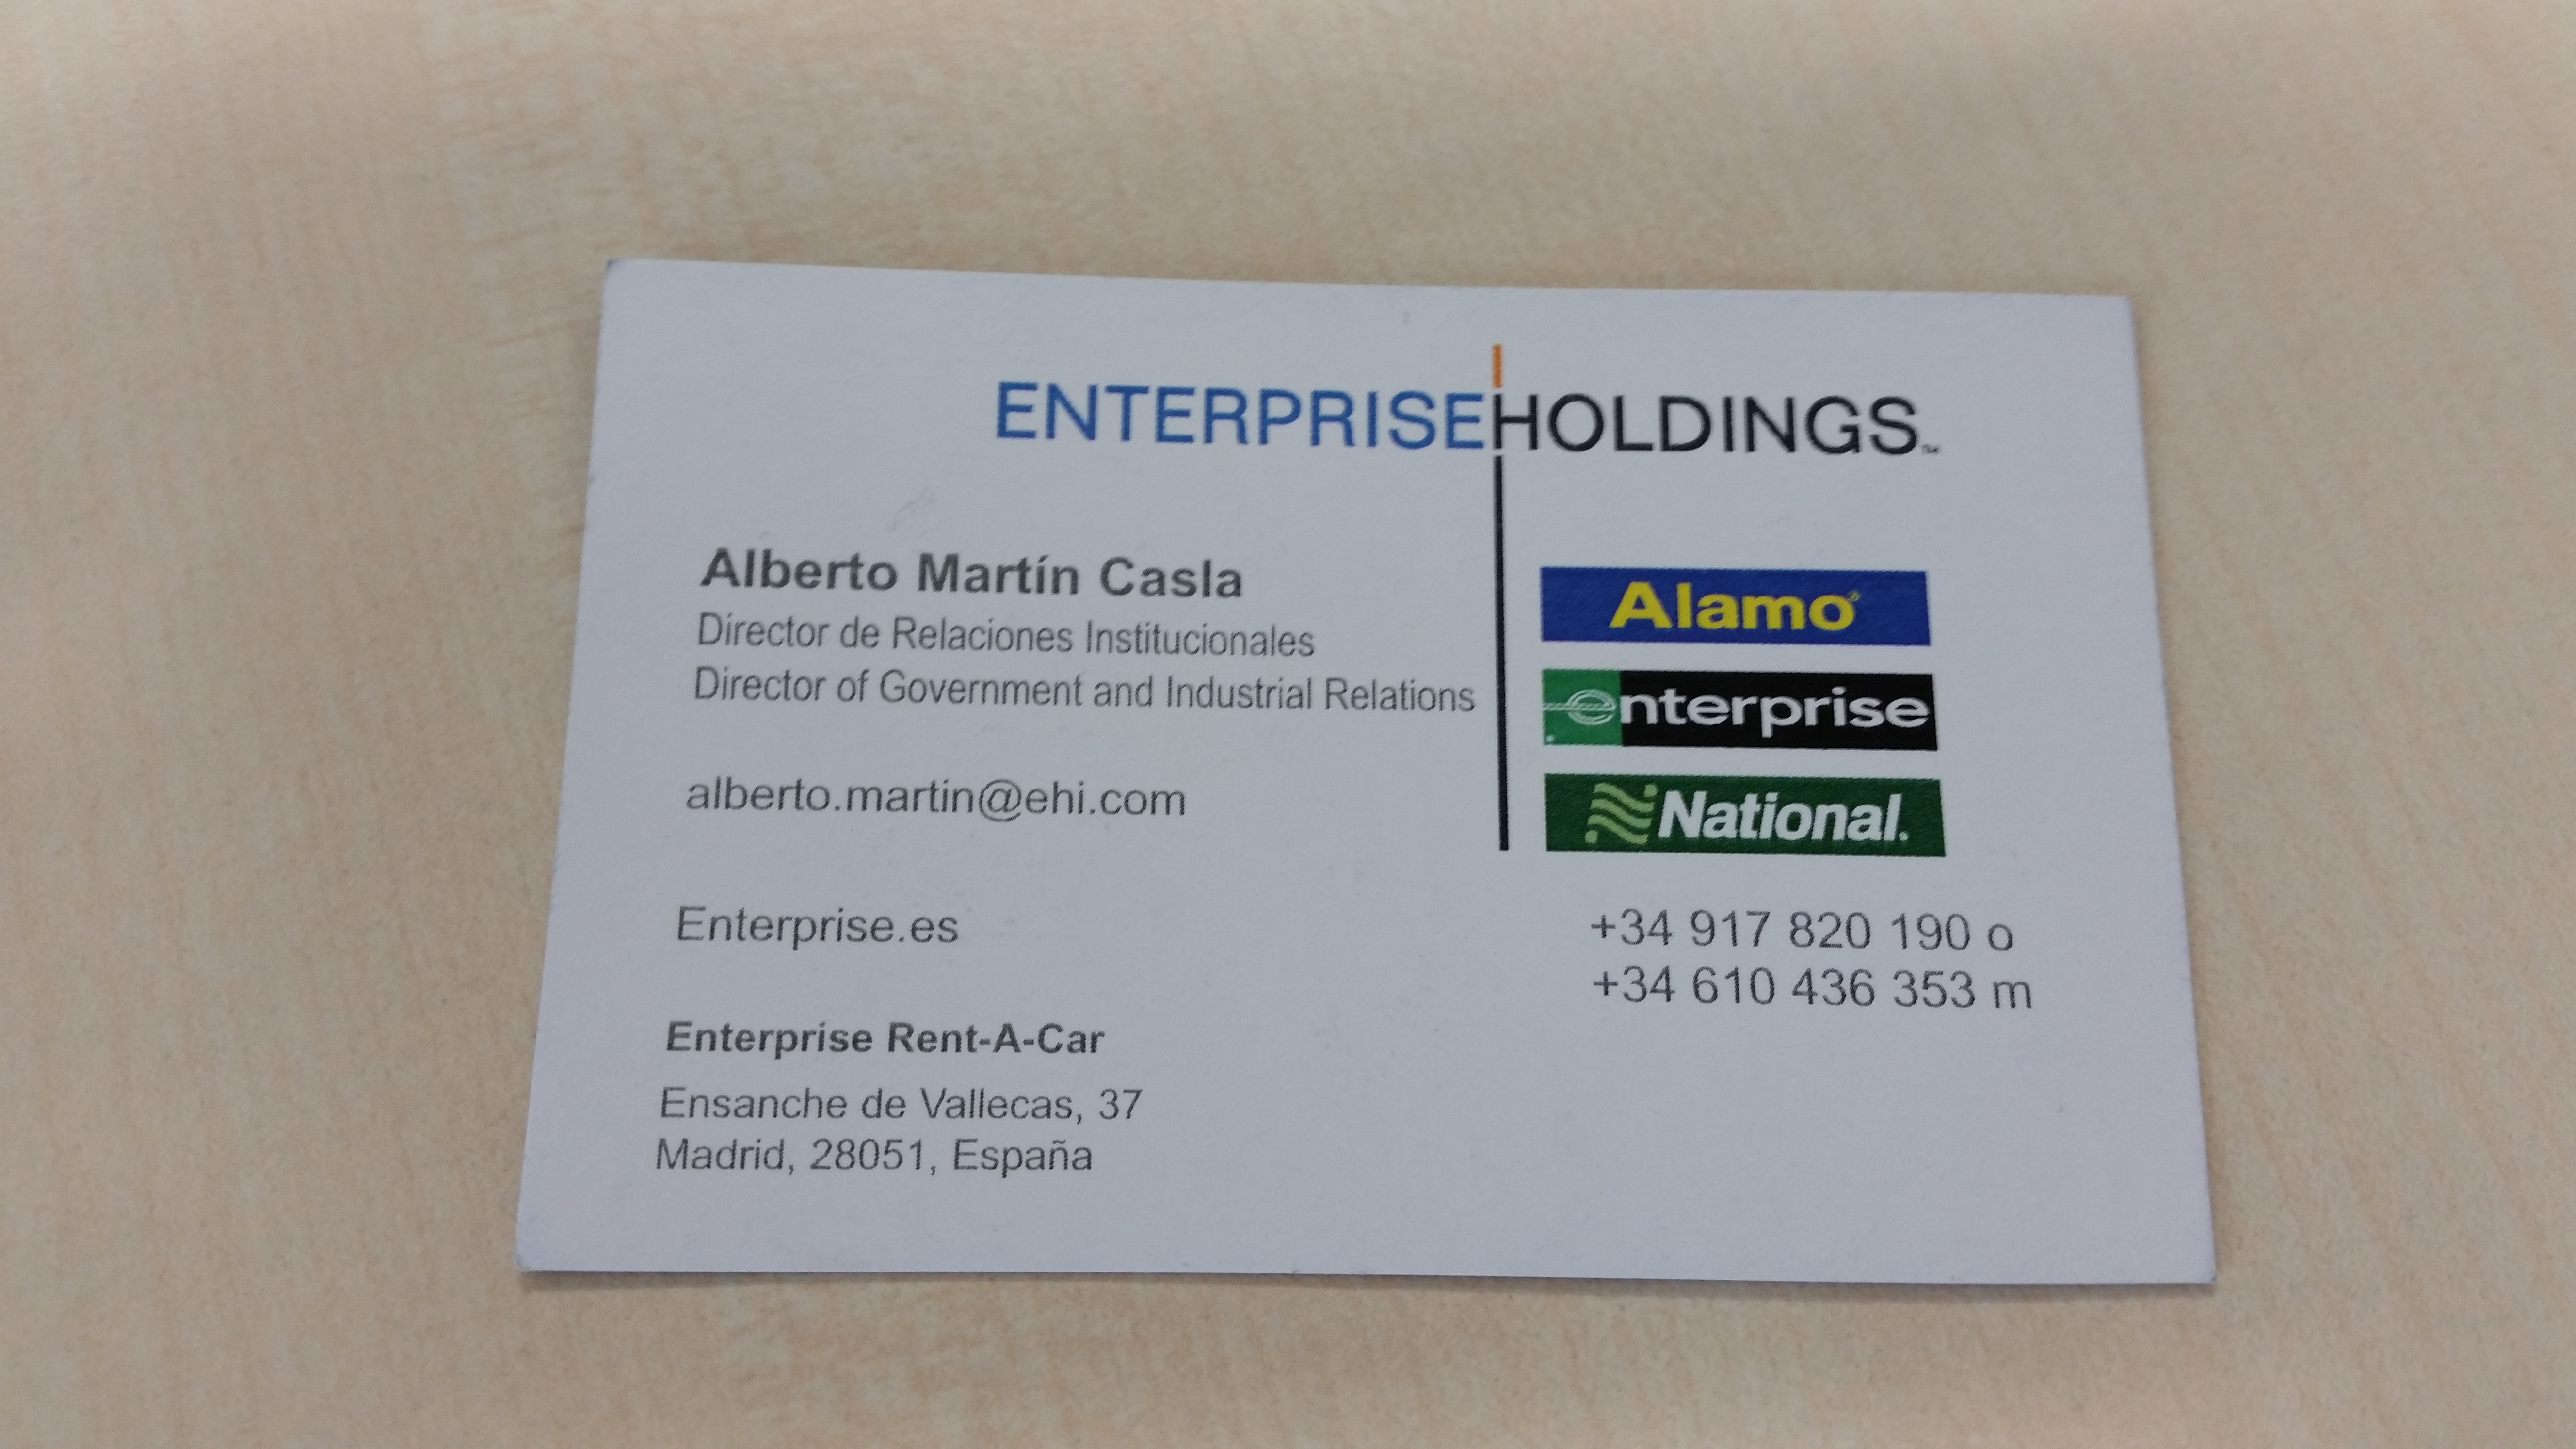 ENTERPRISEHOLDINGS™
Alberto Martín Casla
Director de Relaciones Institucionales
Director of Government and Industrial Relations
alberto.martin@ehi.com
Alamo®
enterprise
National.
Enterprise.es
+34 917 820 190 o
+34 610 436 353 m
Enterprise Rent-A-Car
Ensanche de Vallecas, 37
Madrid, 28051, España